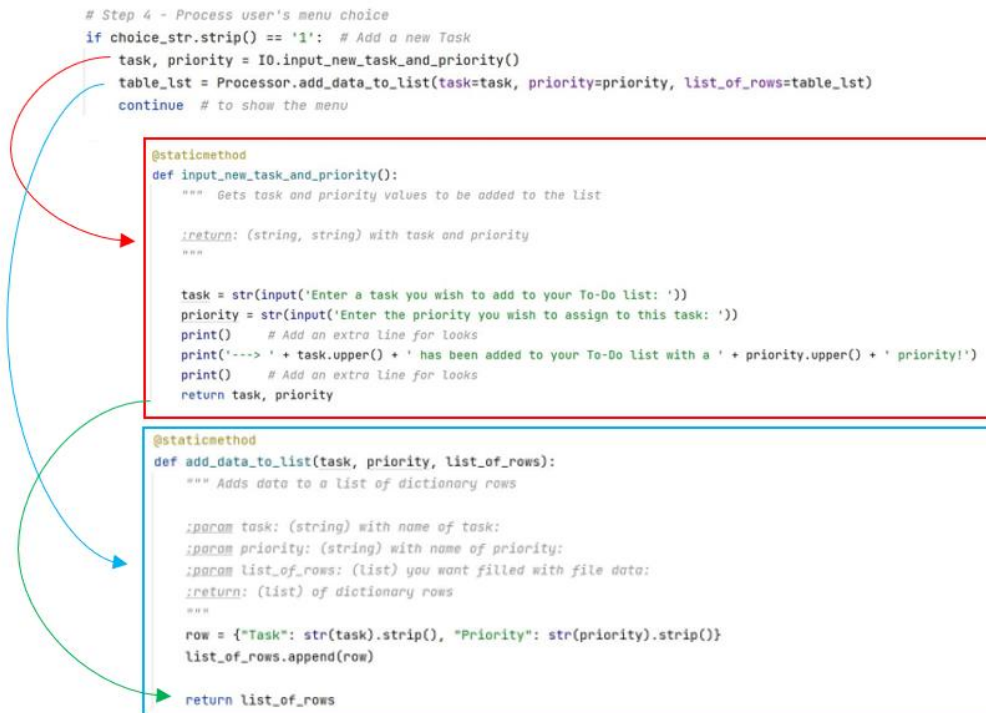 # Step 4 - Process user's menu choice
if choice_str.strip() == '1':  # Add a new Task
    task, priority = IO.input_new_task_and_priority()
    table_lst = Processor.add_data_to_list(task=task, priority=priority, list_of_rows=table_lst)
    continue  # to show the menu
@staticmethod
def input_new_task_and_priority():
    """  Gets task and priority values to be added to the list
    :return: (string, string) with task and priority
    """
    task = str(input('Enter a task you wish to add to your To-Do list: '))
    priority = str(input('Enter the priority you wish to assign to this task: '))
    print()     # Add an extra line for looks
    print('---> ' + task.upper() + ' has been added to your To-Do list with a ' + priority.upper() + ' priority!')
    print()     # Add an extra line for looks
    return task, priority
@staticmethod
def add_data_to_list(task, priority, list_of_rows):
    """ Adds data to a list of dictionary rows
    :param task: (string) with name of task:
    :param priority: (string) with name of priority:
    :param list_of_rows: (list) you want filled with file data:
    :return: (list) of dictionary rows
    """
    row = {"Task": str(task).strip(), "Priority": str(priority).strip()}
    list_of_rows.append(row)
    return list_of_rows